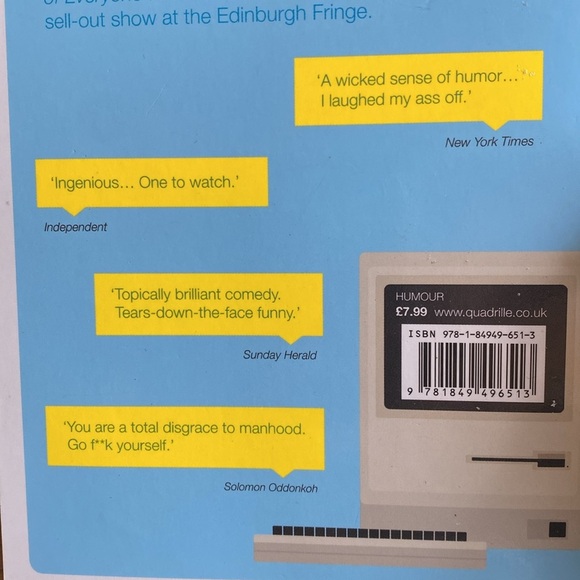 of Everyone
sell-out show at the Edinburgh Fringe.
‘A wicked sense of humor...
I laughed my ass off.’
New York Times
‘Ingenious... One to watch.’
Independent
‘Topically brilliant comedy.
Tears-down-the-face funny.’
Sunday Herald
‘You are a total disgrace to manhood.
Go f**k yourself.’
Solomon Oddonkoh
HUMOUR
£7.99 www.quadrille.co.uk
ISBN 978-1-84949-651-3
9 781849 496513